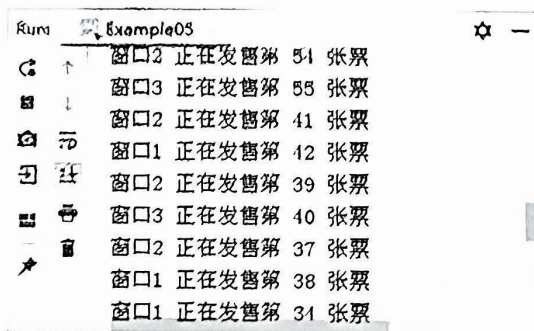 Run Example05
窗口2 正在发售第 54 张票
窗口3 正在发售第 55 张票
窗口2 正在发售第 41 张票
窗口1 正在发售第 42 张票
窗口2 正在发售第 39 张票
窗口3 正在发售第 40 张票
窗口2 正在发售第 37 张票
窗口1 正在发售第 38 张票
窗口1 正在发售第 34 张票